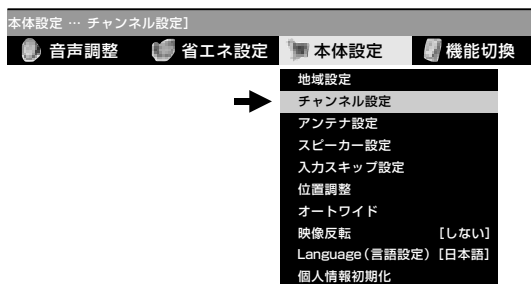 本体設定 … チャンネル設定]
音声調整 省エネ設定 本体設定 機能切換
地域設定
チャンネル設定
アンテナ設定
スピーカー設定
入力スキップ設定
位置調整
オートワイド
映像反転 [しない]
Language(言語設定) [日本語]
個人情報初期化